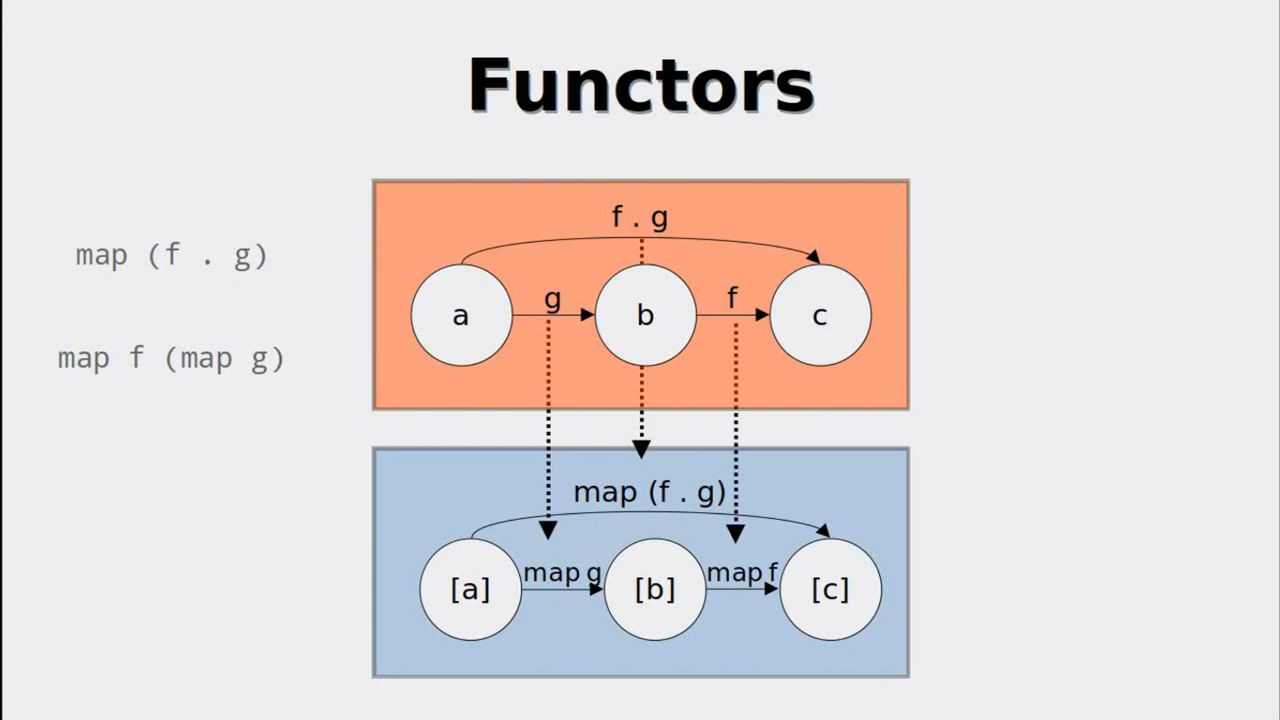 Functors
map (f . g)
map f (map g)
f . g
g
f
a
b
c
map (f . g)
map g
map f
[a]
[b]
[c]